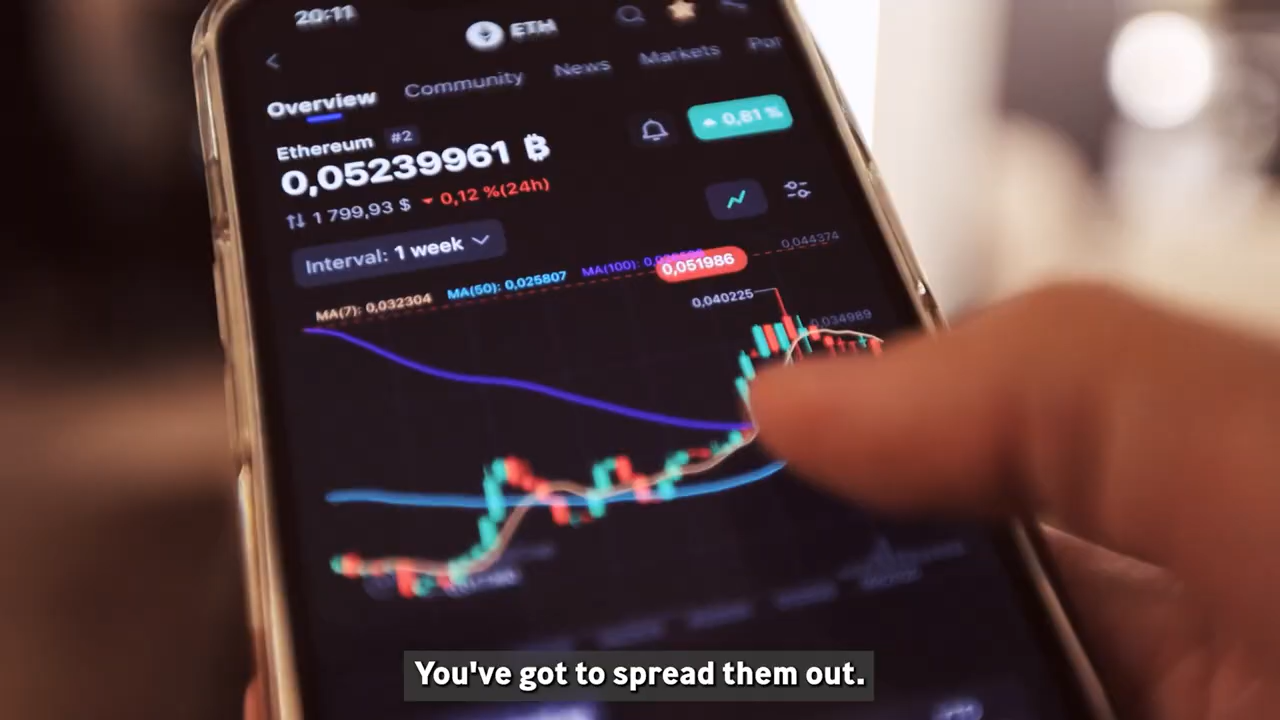 20:11
ETH
Overview Community News Markets
Ethereum #2
0,05239961 ₿
0,81 %
1 799,93 $ 0,12 %(24h)
Interval: 1 week
MA(7): 0,032304 MA(50): 0,025807 MA(100):
0,051986
0,044374
0,040225
0,034989
You've got to spread them out.